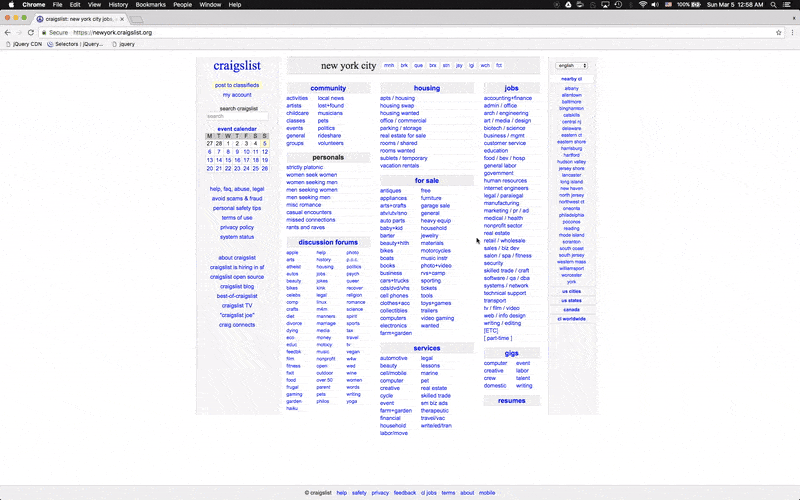 Chrome File Edit View History Bookmarks People Window Help 100% Sun Mar 5 12:58 AM
craigslist: new york city jobs,
Secure https://newyork.craigslist.org
jQuery CDN Selectors | jQuery... jquery
craigslist
post to classifieds
my account
search craigslist
search
event calendar
M T W T F S S
27 28 1 2 3 4 5
6 7 8 9 10 11 12
13 14 15 16 17 18 19
20 21 22 23 24 25 26
help, faq, abuse, legal
avoid scams & fraud
personal safety tips
terms of use
privacy policy
system status
about craigslist
craigslist is hiring in sf
craigslist open source
craigslist blog
best-of-craigslist
craigslist TV
"craigslist joe"
craig connects
new york city mnh brk que brx stn jsy lgi wch fct
community
activities local news
artists lost+found
childcare musicians
classes pets
events politics
general rideshare
groups volunteers
personals
strictly platonic
women seek women
women seeking men
men seeking women
men seeking men
misc romance
casual encounters
missed connections
rants and raves
discussion forums
apple help photo
arts history p.o.c.
atheist housing politics
autos jobs psych
beauty jokes queer
bikes kink recover
celebs legal religion
comp linux romance
crafts m4m science
diet manners spirit
divorce marriage sports
dying media tax
eco money travel
educ motocy tv
feedbk music vegan
film nonprofit w4w
fitness open wed
fixit outdoor wine
food over 50 women
frugal parent words
gaming pets writing
garden philos yoga
haiku
housing
apts / housing
housing swap
housing wanted
office / commercial
parking / storage
real estate for sale
rooms / shared
rooms wanted
sublets / temporary
vacation rentals
for sale
antiques free
appliances furniture
arts+crafts garage sale
atv/utv/sno general
auto parts heavy equip
baby+kid household
barter jewelry
beauty+hlth materials
bikes motorcycles
boats music instr
books photo+video
business rvs+camp
cars+trucks sporting
cds/dvd/vhs tickets
cell phones tools
clothes+acc toys+games
collectibles trailers
computers video gaming
electronics wanted
farm+garden
services
automotive legal
beauty lessons
cell/mobile marine
computer pet
creative real estate
cycle skilled trade
event sm biz ads
farm+garden therapeutic
financial travel/vac
household write/ed/tran
labor/move
jobs
accounting+finance
admin / office
arch / engineering
art / media / design
biotech / science
business / mgmt
customer service
education
food / bev / hosp
general labor
government
human resources
internet engineers
legal / paralegal
manufacturing
marketing / pr / ad
medical / health
nonprofit sector
real estate
retail / wholesale
sales / biz dev
salon / spa / fitness
security
skilled trade / craft
software / qa / dba
systems / network
technical support
transport
tv / film / video
web / info design
writing / editing
[ETC]
[ part-time ]
gigs
computer event
creative labor
crew talent
domestic writing
resumes
english
nearby cl
albany
allentown
baltimore
binghamton
catskills
central nj
delaware
eastern ct
eastern shore
harrisburg
hartford
hudson valley
jersey shore
lancaster
long island
new haven
north jersey
northwest ct
oneonta
philadelphia
poconos
reading
rhode island
scranton
south coast
south jersey
western mass
williamsport
worcester
york
us cities
us states
canada
cl worldwide
© craigslist help safety privacy feedback cl jobs terms about mobile